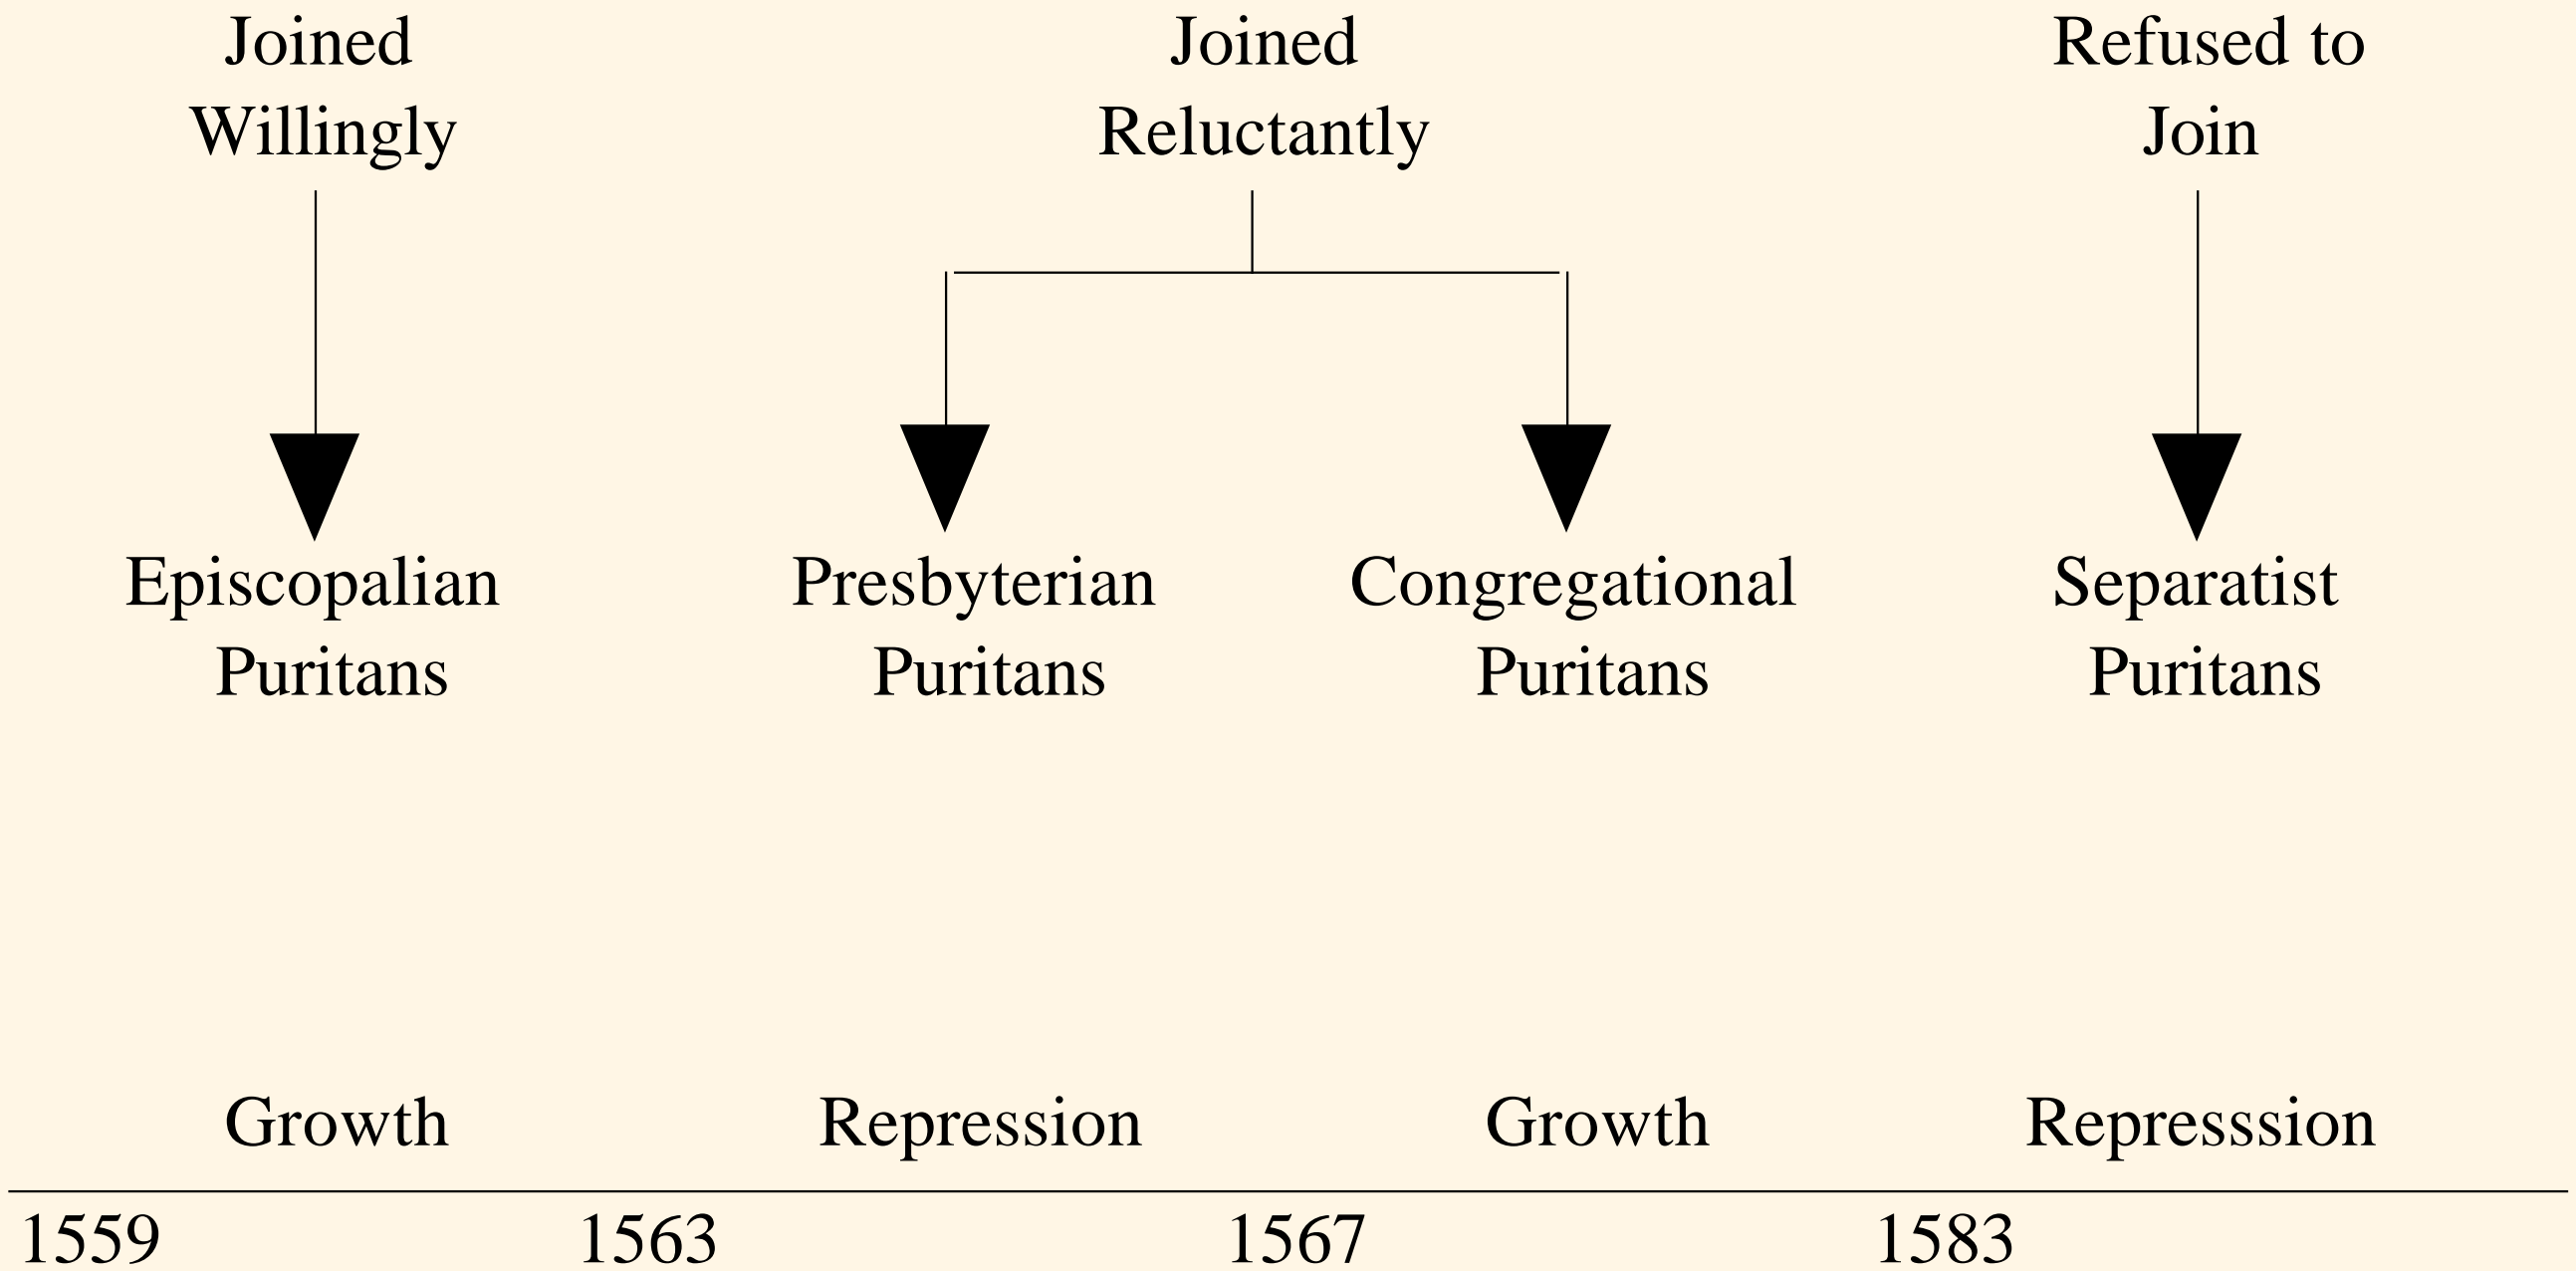 Joined
Willingly
Joined
Reluctantly
Refused to
Join
Episcopalian
Puritans
Presbyterian
Puritans
Congregational
Puritans
Separatist
Puritans
Growth
Repression
Growth
Represssion
1559
1563
1567
1583